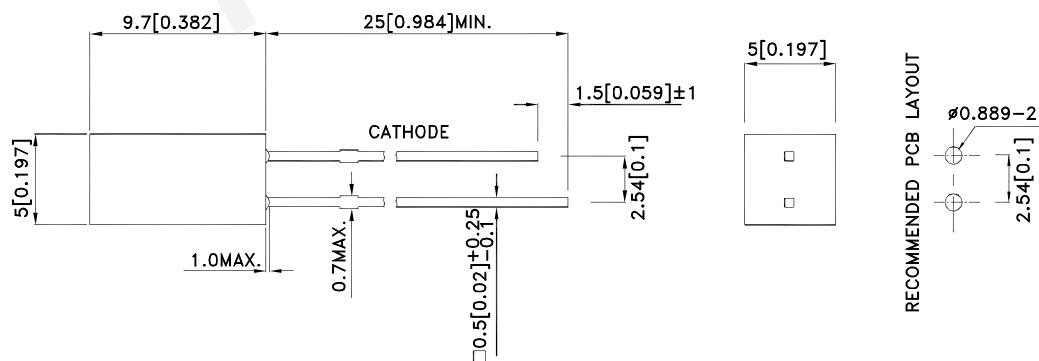 9.7[0.382]
25[0.984]MIN.
5[0.197]
1.5[0.059]±1
CATHODE
5[0.197]
2.54[0.1]
1.0MAX.
0.7MAX.
□0.5[0.02]+0.25
-0.1
RECOMMENDED PCB LAYOUT
ø0.889-2
2.54[0.1]